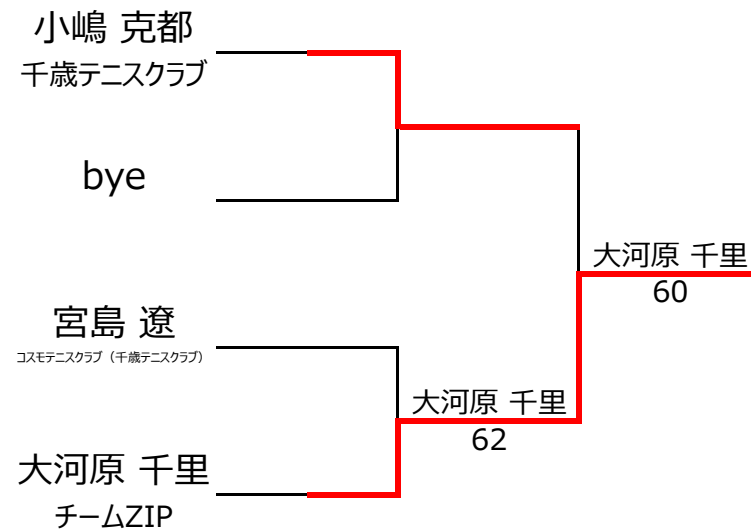 小嶋 克都
千歳テニスクラブ
bye
大河原 千里
60
宮島 遼
コスモテニスクラブ（千歳テニスクラブ）
大河原 千里
62
大河原 千里
チームZIP